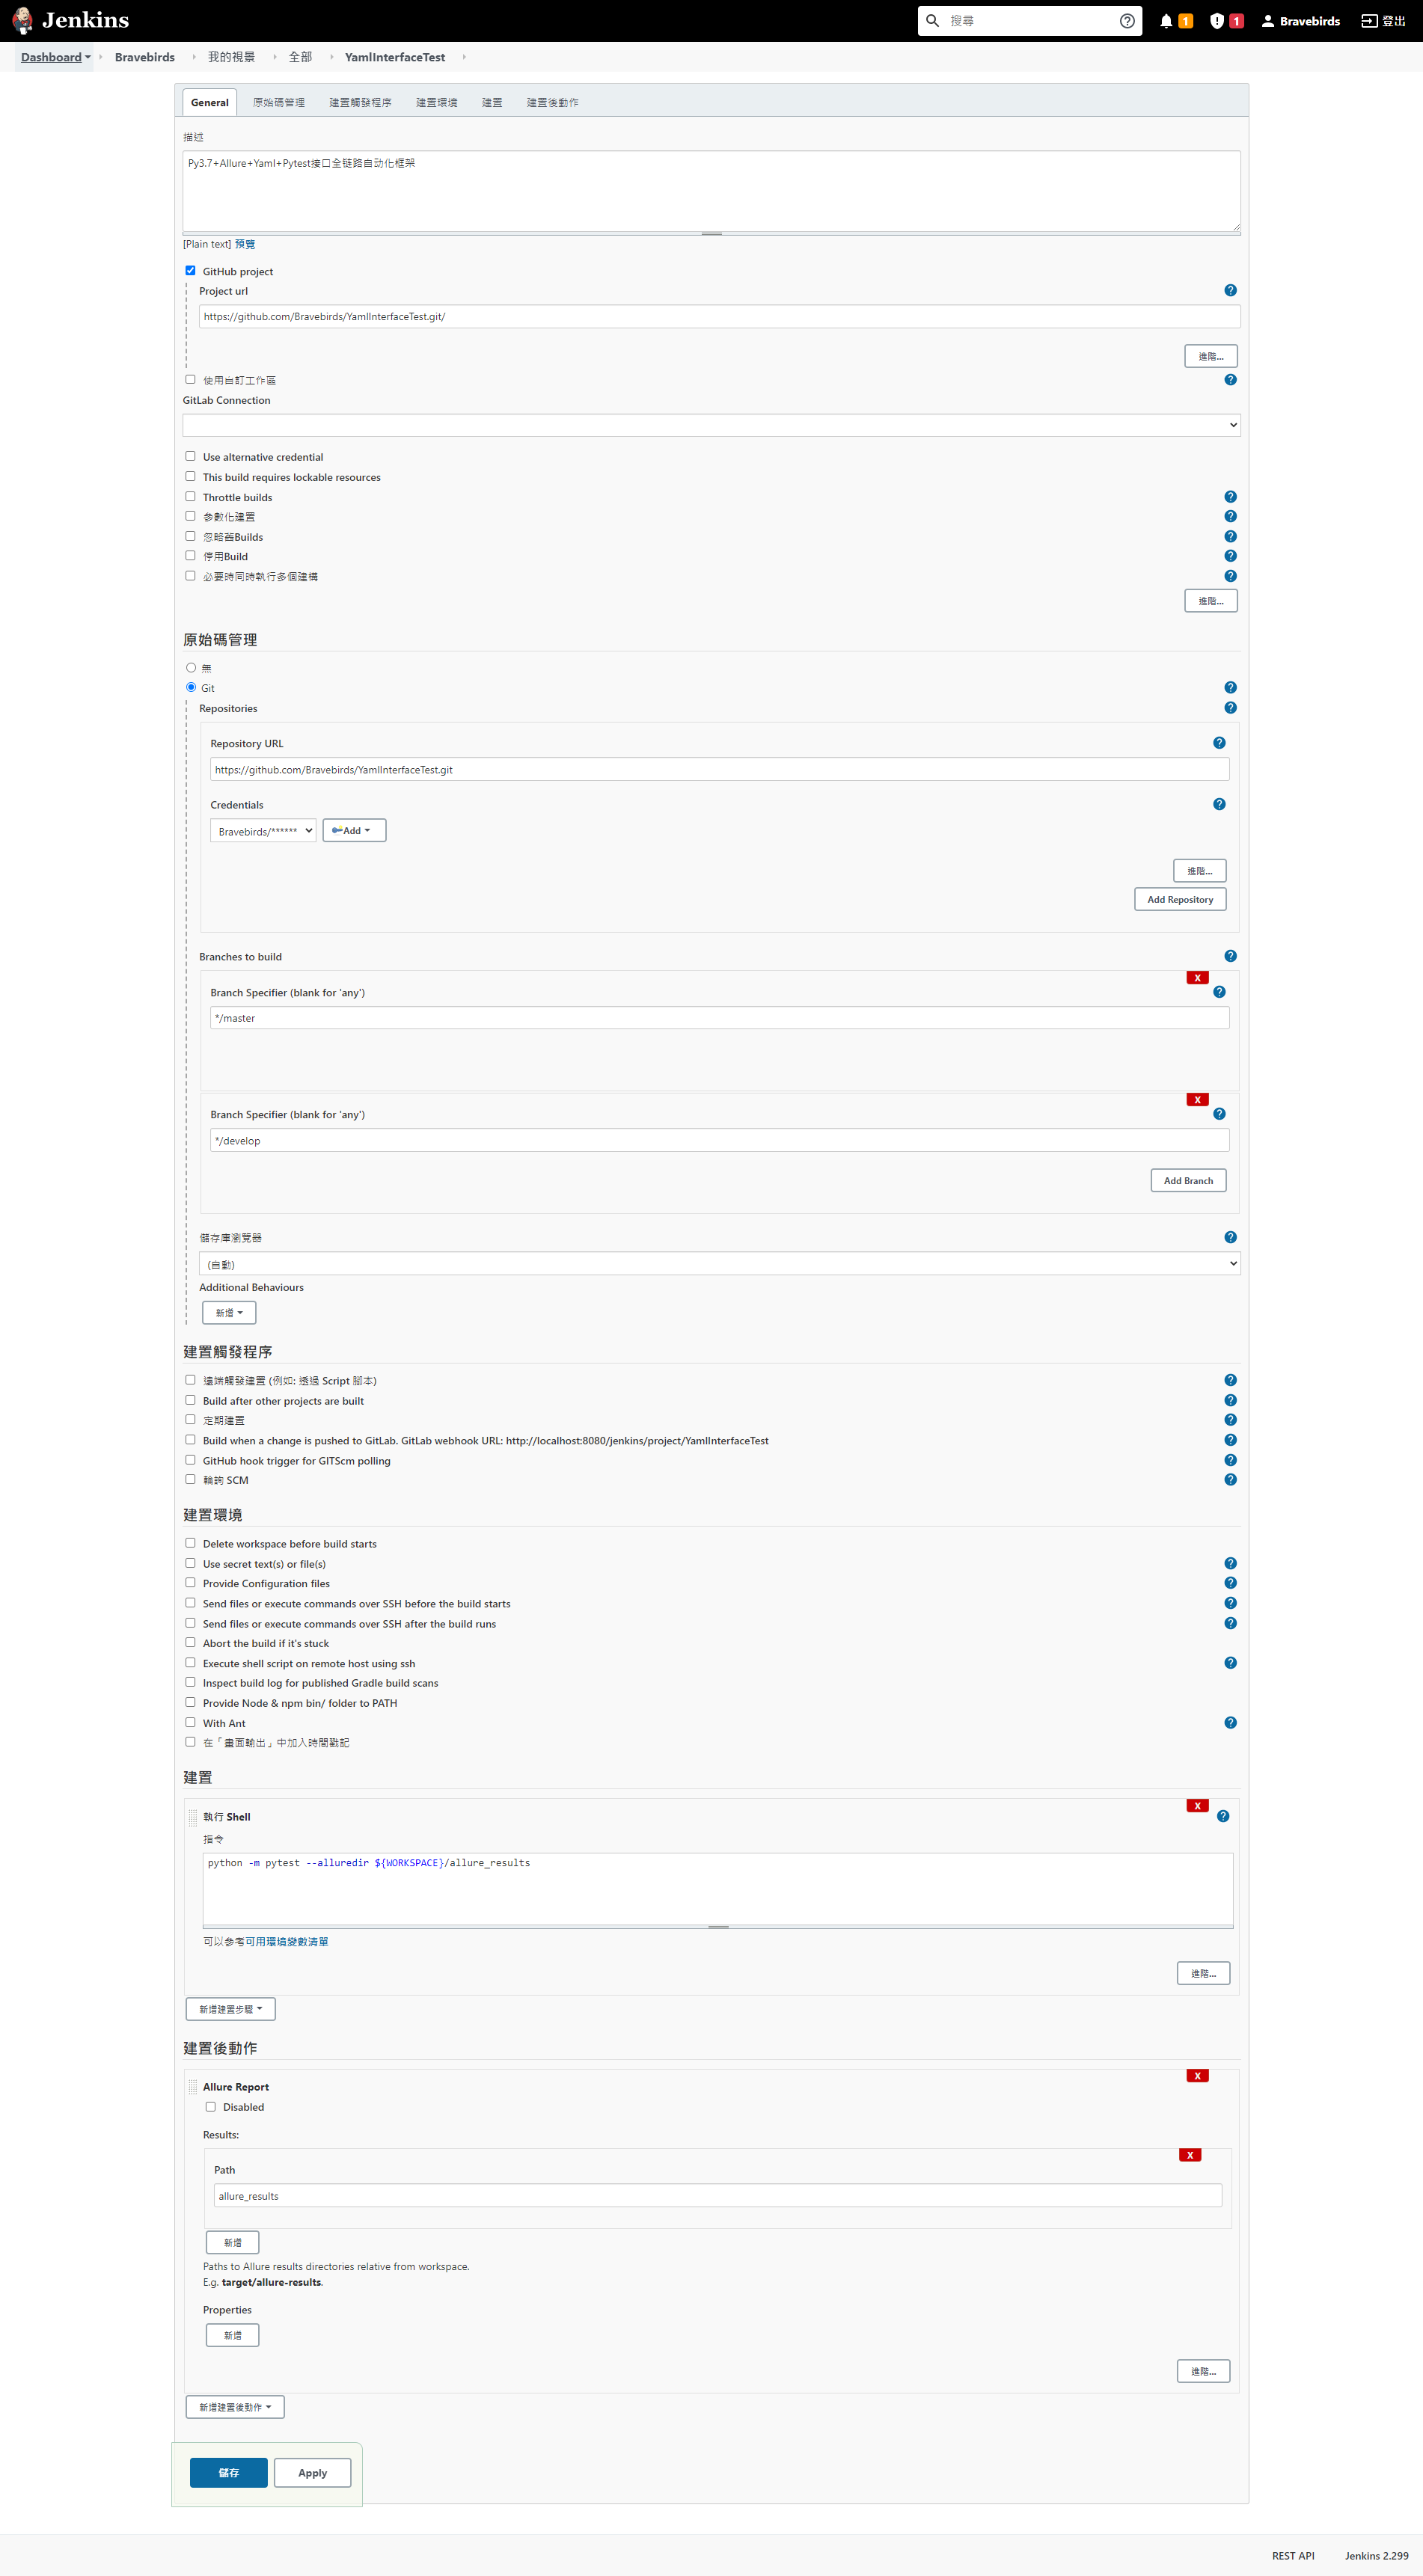 Jenkins
搜尋
1
1
Bravebirds
登出
Dashboard
Bravebirds
我的視景
全部
YamlInterfaceTest
General
原始碼管理
建置觸發程序
建置環境
建置
建置後動作
描述
Py3.7+Allure+Yaml+Pytest接口全链路自动化框架
[Plain text] 預覽
GitHub project
Project url
https://github.com/Bravebirds/YamlInterfaceTest.git/
進階...
使用自訂工作區
GitLab Connection
Use alternative credential
This build requires lockable resources
Throttle builds
參數化建置
忽略舊Builds
停用Build
必要時同時執行多個建構
進階...
原始碼管理
無
Git
Repositories
Repository URL
https://github.com/Bravebirds/YamlInterfaceTest.git
Credentials
Bravebirds/******
Add
進階...
Add Repository
Branches to build
X
Branch Specifier (blank for 'any')
*/master
X
Branch Specifier (blank for 'any')
*/develop
Add Branch
儲存庫瀏覽器
(自動)
Additional Behaviours
新增
建置觸發程序
遠端觸發建置 (例如: 透過 Script 腳本)
Build after other projects are built
定期建置
Build when a change is pushed to GitLab. GitLab webhook URL: http://localhost:8080/jenkins/project/YamlInterfaceTest
GitHub hook trigger for GITScm polling
輪詢 SCM
建置環境
Delete workspace before build starts
Use secret text(s) or file(s)
Provide Configuration files
Send files or execute commands over SSH before the build starts
Send files or execute commands over SSH after the build runs
Abort the build if it's stuck
Execute shell script on remote host using ssh
Inspect build log for published Gradle build scans
Provide Node & npm bin/ folder to PATH
With Ant
在「畫面輸出」中加入時間戳記
建置
X
執行 Shell
指令
python -m pytest --alluredir ${WORKSPACE}/allure_results
可以參考可用環境變數清單
進階...
新增建置步驟
建置後動作
X
Allure Report
Disabled
Results:
X
Path
allure_results
新增
Paths to Allure results directories relative from workspace.
E.g. target/allure-results.
Properties
新增
進階...
新增建置後動作
儲存
Apply
REST API
Jenkins 2.299